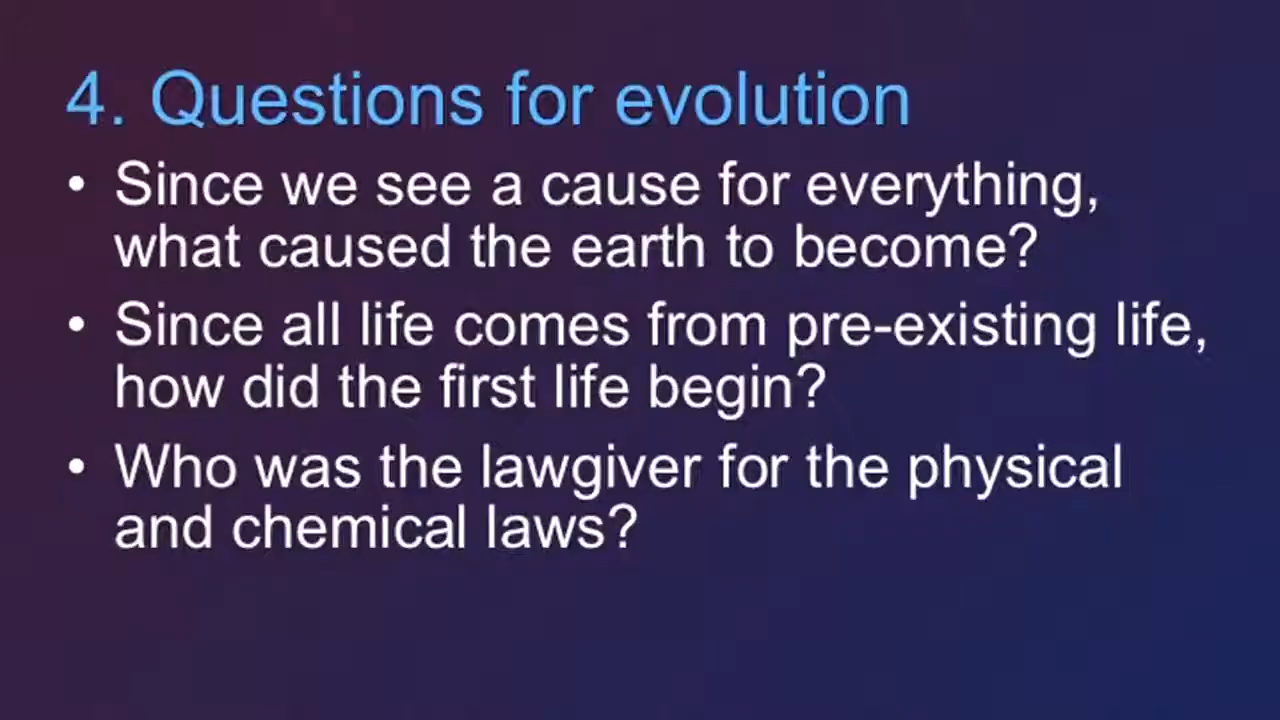 4. Questions for evolution
• Since we see a cause for everything,
what caused the earth to become?
• Since all life comes from pre-existing life,
how did the first life begin?
• Who was the lawgiver for the physical
and chemical laws?